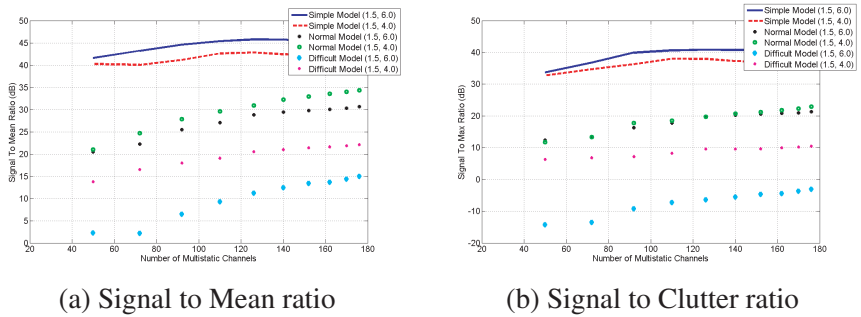 Simple Model (1.5, 6.0)
Simple Model (1.5, 4.0)
Normal Model (1.5, 6.0)
Normal Model (1.5, 4.0)
Difficult Model (1.5, 6.0)
Difficult Model (1.5, 4.0)
Signal To Mean Ratio (dB)
50
45
40
35
30
25
20
15
10
5
0
20 40 60 80 100 120 140 160 180
Number of Multistatic Channels
(a) Signal to Mean ratio
Simple Model (1.5, 6.0)
Simple Model (1.5, 4.0)
Normal Model (1.5, 6.0)
Normal Model (1.5, 4.0)
Difficult Model (1.5, 6.0)
Difficult Model (1.5, 4.0)
Signal To Max Ratio (dB)
50
40
30
20
10
0
-10
-20
20 40 60 80 100 120 140 160 180
Number of Multistatic Channels
(b) Signal to Clutter ratio